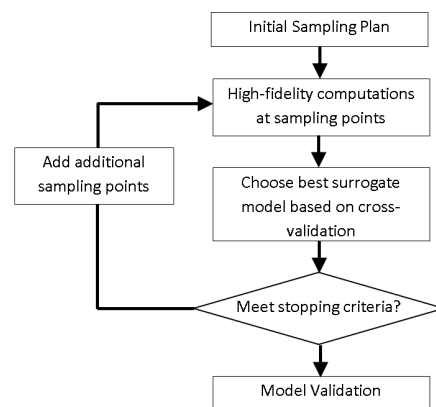 Initial Sampling Plan
High-fidelity computations
at sampling points
Add additional
sampling points
Choose best surrogate
model based on cross-
validation
Meet stopping criteria?
Model Validation